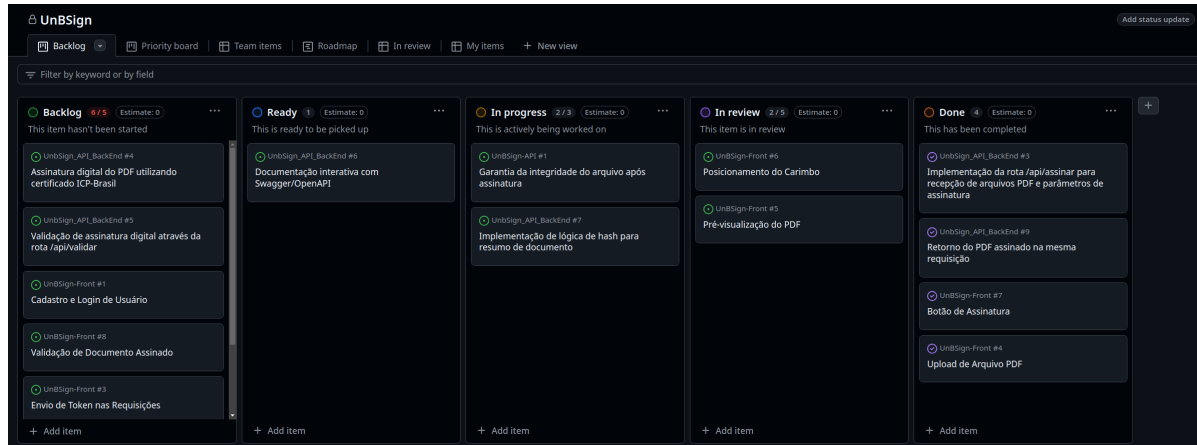 UnBSign
Add status update
Backlog
Priority board
Team items
Roadmap
In review
My items
+ New view
Filter by keyword or by field
Backlog 6 / 5 Estimate: 0 ...
This item hasn't been started
UnbSign_API_BackEnd #4
Assinatura digital do PDF utilizando
certificado ICP-Brasil
UnbSign_API_BackEnd #5
Validação de assinatura digital através da
rota /api/validar
UnBSign-Front #1
Cadastro e Login de Usuário
UnBSign-Front #8
Validação de Documento Assinado
UnBSign-Front #3
Envio de Token nas Requisições
+ Add item
Ready 1 Estimate: 0 ...
This is ready to be picked up
UnbSign_API_BackEnd #6
Documentação interativa com
Swagger/OpenAPI
+ Add item
In progress 2 / 3 Estimate: 0 ...
This is actively being worked on
UnBSign-API #1
Garantia da integridade do arquivo após
assinatura
UnbSign_API_BackEnd #7
Implementação de lógica de hash para
resumo de documento
+ Add item
In review 2 / 5 Estimate: 0 ...
This item is in review
UnBSign-Front #6
Posicionamento do Carimbo
UnBSign-Front #5
Pré-visualização do PDF
+ Add item
Done 4 Estimate: 0 ...
This has been completed
UnbSign_API_BackEnd #3
Implementação da rota /api/assinar para
recepção de arquivos PDF e parâmetros de
assinatura
UnbSign_API_BackEnd #9
Retorno do PDF assinado na mesma
requisição
UnBSign-Front #7
Botão de Assinatura
UnBSign-Front #4
Upload de Arquivo PDF
+ Add item
+